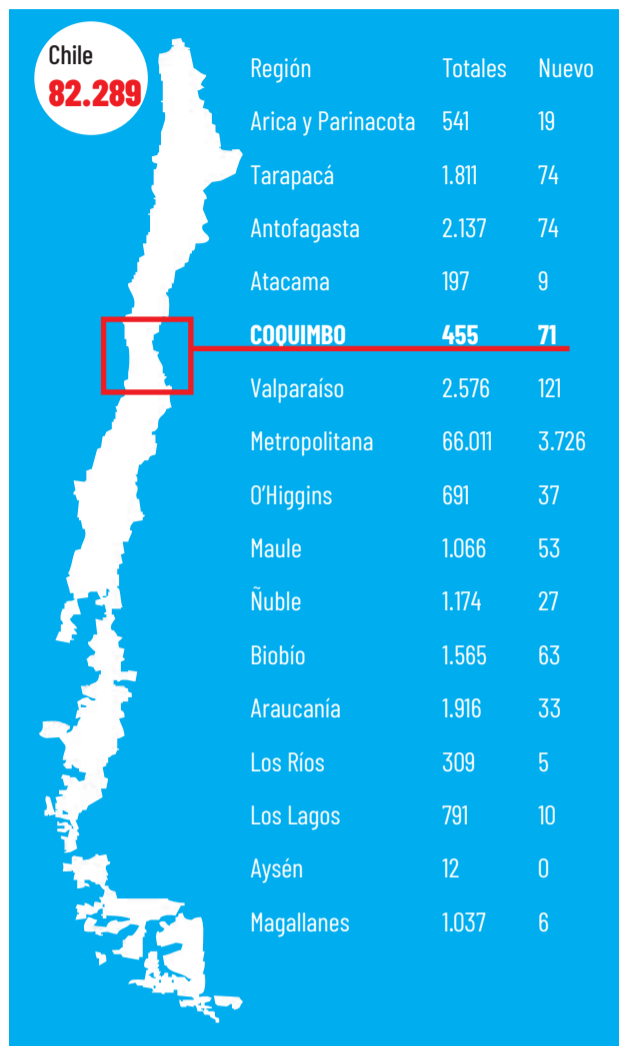 Chile
82.289
Región Totales Nuevo
Arica y Parinacota 541 19
Tarapacá 1.811 74
Antofagasta 2.137 74
Atacama 197 9
COQUIMBO 455 71
Valparaíso 2.576 121
Metropolitana 66.011 3.726
O'Higgins 691 37
Maule 1.066 53
Ñuble 1.174 27
Biobío 1.565 63
Araucanía 1.916 33
Los Ríos 309 5
Los Lagos 791 10
Aysén 12 0
Magallanes 1.037 6